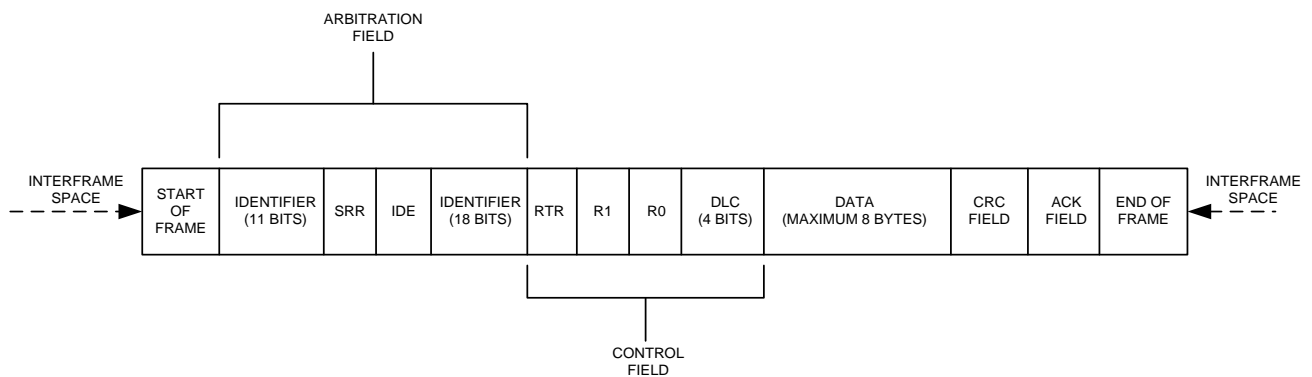 ARBITRATION
FIELD
INTERFRAME
SPACE
START
OF
FRAME
IDENTIFIER
(11 BITS)
SRR
IDE
IDENTIFIER
(18 BITS)
RTR
R1
R0
DLC
(4 BITS)
DATA
(MAXIMUM 8 BYTES)
CRC
FIELD
ACK
FIELD
END OF
FRAME
INTERFRAME
SPACE
CONTROL
FIELD